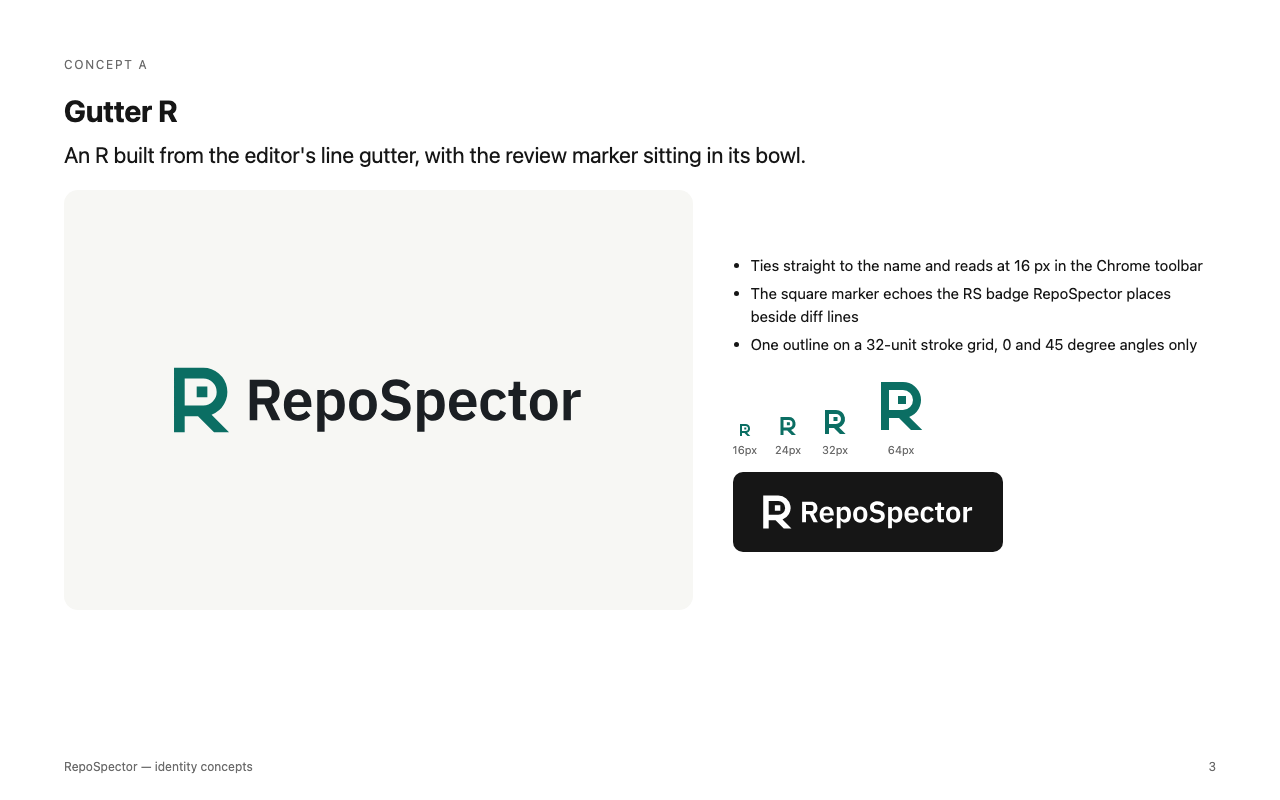 CONCEPT A
Gutter R
An R built from the editor's line gutter, with the review marker sitting in its bowl.
RepoSpector
• Ties straight to the name and reads at 16 px in the Chrome toolbar
• The square marker echoes the RS badge RepoSpector places
beside diff lines
• One outline on a 32-unit stroke grid, 0 and 45 degree angles only
16px 24px 32px 64px
RepoSpector
RepoSpector — identity concepts
3